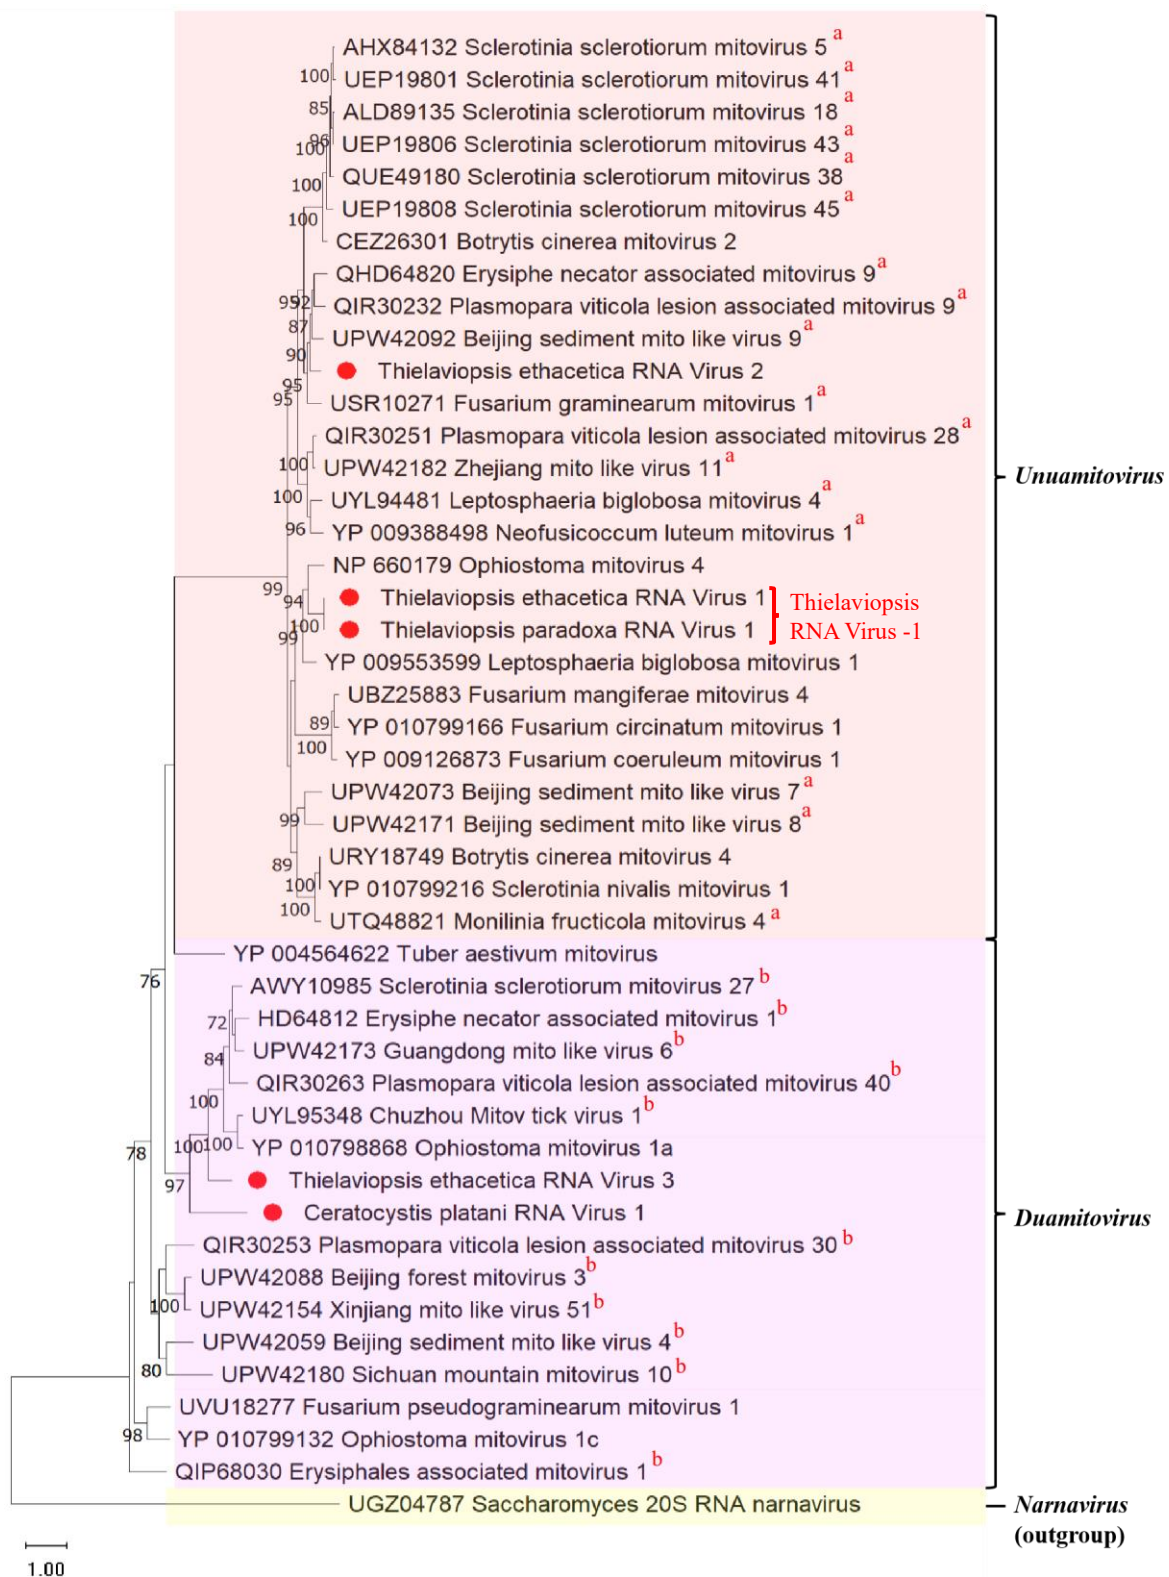 AHX84132 Sclerotinia sclerotiorum mitovirus 5 a
100
UEP19801 Sclerotinia sclerotiorum mitovirus 41 a
85
ALD89135 Sclerotinia sclerotiorum mitovirus 18 a
96
100
UEP19806 Sclerotinia sclerotiorum mitovirus 43 a
100
QUE49180 Sclerotinia sclerotiorum mitovirus 38 a
100
UEP19808 Sclerotinia sclerotiorum mitovirus 45 a
CEZ26301 Botrytis cinerea mitovirus 2
QHD64820 Erysiphe necator associated mitovirus 9 a
95
92
QIR30232 Plasmopara viticola lesion associated mitovirus 9 a
87
UPW42092 Beijing sediment mito like virus 9 a
90
Thielaviopsis ethacetica RNA Virus 2
95
95
USR10271 Fusarium graminearum mitovirus 1 a
QIR30251 Plasmopara viticola lesion associated mitovirus 28 a
100
UPW42182 Zhejiang mito like virus 11 a
Unuamitovirus
100
UYL94481 Leptosphaeria biglobosa mitovirus 4 a
96
YP 009388498 Neofusicoccum luteum mitovirus 1 a
NP 660179 Ophiostoma mitovirus 4
99
94
Thielaviopsis ethacetica RNA Virus 1
Thielaviopsis
RNA Virus -1
100
99
Thielaviopsis paradoxa RNA Virus 1
YP 009553599 Leptosphaeria biglobosa mitovirus 1
UBZ25883 Fusarium mangiferae mitovirus 4
89
YP 010799166 Fusarium circinatum mitovirus 1
100
YP 009126873 Fusarium coeruleum mitovirus 1
UPW42073 Beijing sediment mito like virus 7 a
99
UPW42171 Beijing sediment mito like virus 8 a
89
URY18749 Botrytis cinerea mitovirus 4
100
YP 010799216 Sclerotinia nivalis mitovirus 1
100
UTQ48821 Monilinia fructicola mitovirus 4 a
YP 004564622 Tuber aestivum mitovirus
76
AWY10985 Sclerotinia sclerotiorum mitovirus 27 b
72
HD64812 Erysiphe necator associated mitovirus 1 b
84
UPW42173 Guangdong mito like virus 6 b
QIR30263 Plasmopara viticola lesion associated mitovirus 40 b
100
UYL95348 Chuzhou Mitov tick virus 1 b
78
100
100
YP 010798868 Ophiostoma mitovirus 1a
97
Thielaviopsis ethacetica RNA Virus 3
Ceratocystis platani RNA Virus 1
Duamitovirus
QIR30253 Plasmopara viticola lesion associated mitovirus 30 b
UPW42088 Beijing forest mitovirus 3 b
100
UPW42154 Xinjiang mito like virus 51 b
UPW42059 Beijing sediment mito like virus 4 b
80
UPW42180 Sichuan mountain mitovirus 10 b
UVU18277 Fusarium pseudograminearum mitovirus 1
98
YP 010799132 Ophiostoma mitovirus 1c
QIP68030 Erysiphales associated mitovirus 1 b
UGZ04787 Saccharomyces 20S RNA narnavirus
Narnavirus
(outgroup)
1.00